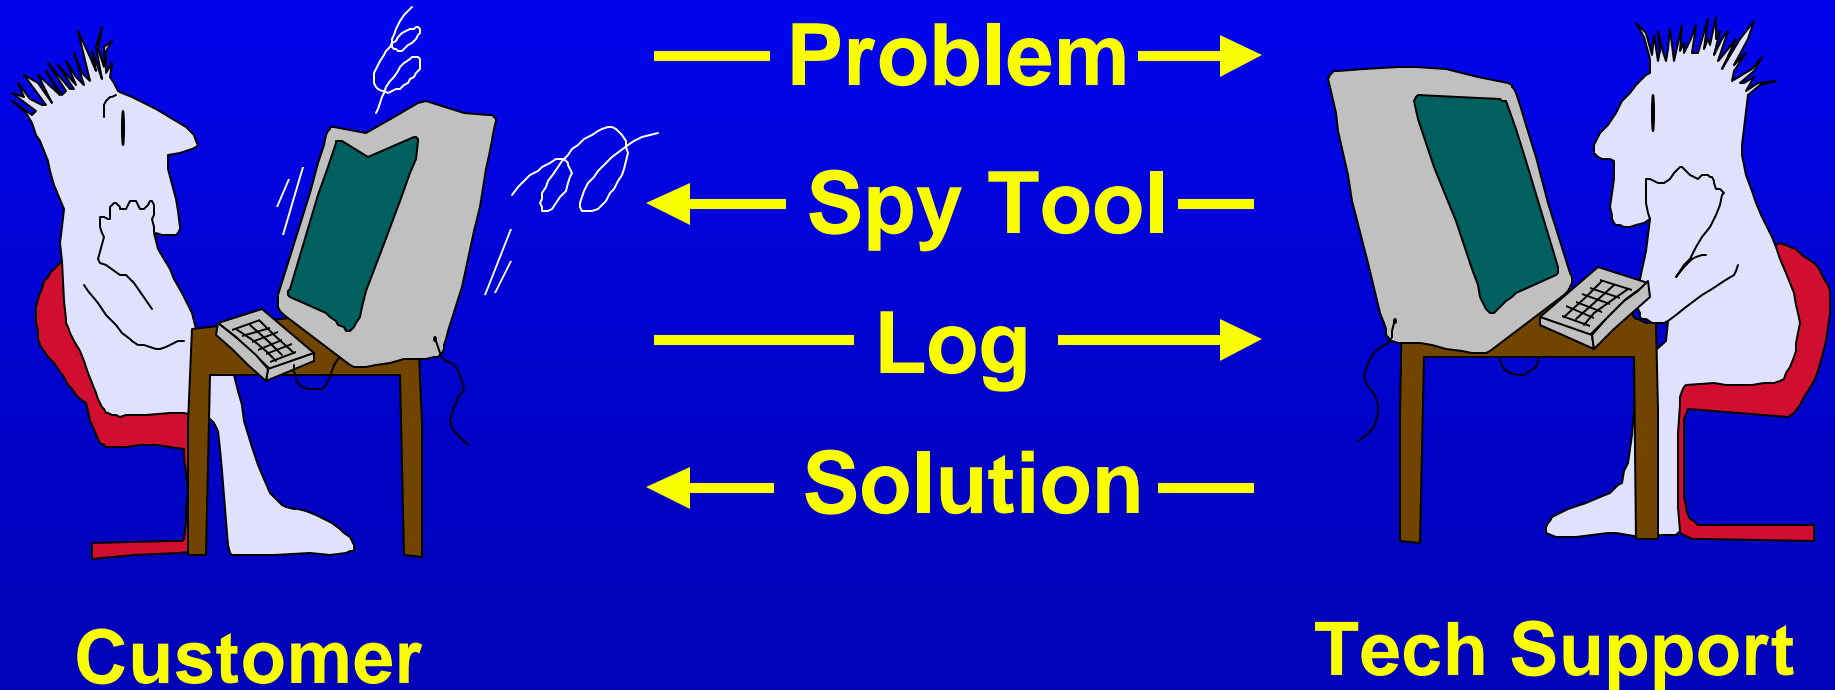 Problem
Spy Tool
Log
Solution
Customer
Tech Support